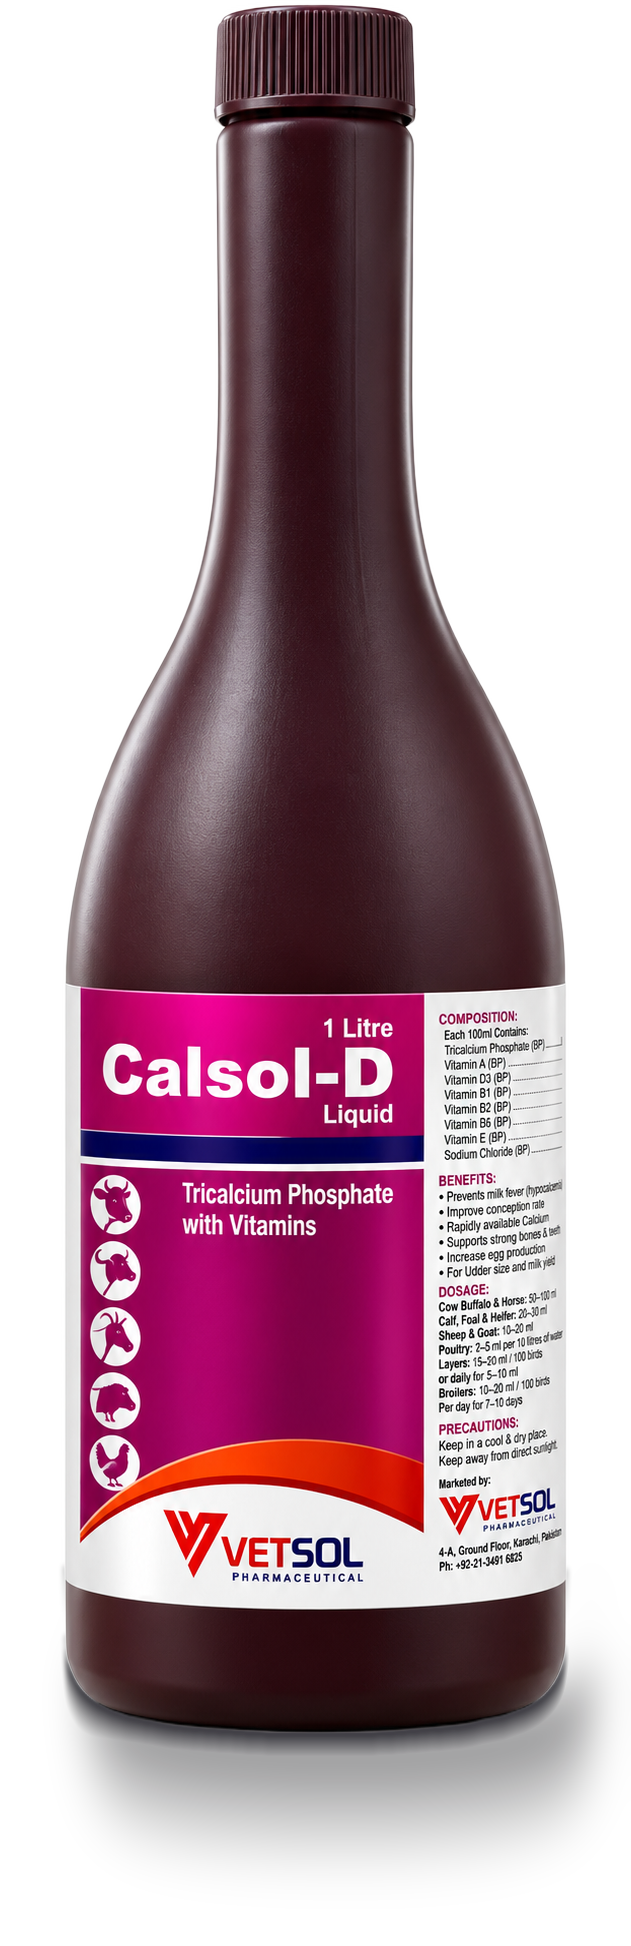 1 Litre
Calsol-D
Liquid
Tricalcium Phosphate
with Vitamins
VETSOL
PHARMACEUTICAL
COMPOSITION:
Each 100ml Contains:
Tricalcium Phosphate (BP)
Vitamin A (BP)
Vitamin D3 (BP)
Vitamin B1 (BP)
Vitamin B2 (BP)
Vitamin B6 (BP)
Vitamin E (BP)
Sodium Chloride (BP)
BENEFITS:
• Prevents milk fever (hypocalcemia)
• Improve conception rate
• Rapidly available Calcium
• Supports strong bones & teeth
• Increase egg production
• For Udder size and milk yield
DOSAGE:
Cow Buffalo & Horse: 50–100 ml
Calf, Foal & Heifer: 20–30 ml
Sheep & Goat: 10–20 ml
Poultry: 2–5 ml per 10 litres of water
Layers: 15–20 ml / 100 birds
or daily for 5–10 ml
Broilers: 10–20 ml / 100 birds
Per day for 7–10 days
PRECAUTIONS:
Keep in a cool & dry place.
Keep away from direct sunlight.
Marketed by:
VETSOL
PHARMACEUTICAL
4-A, Ground Floor, Karachi, Pakistan
Ph: +92-21-3491 6825